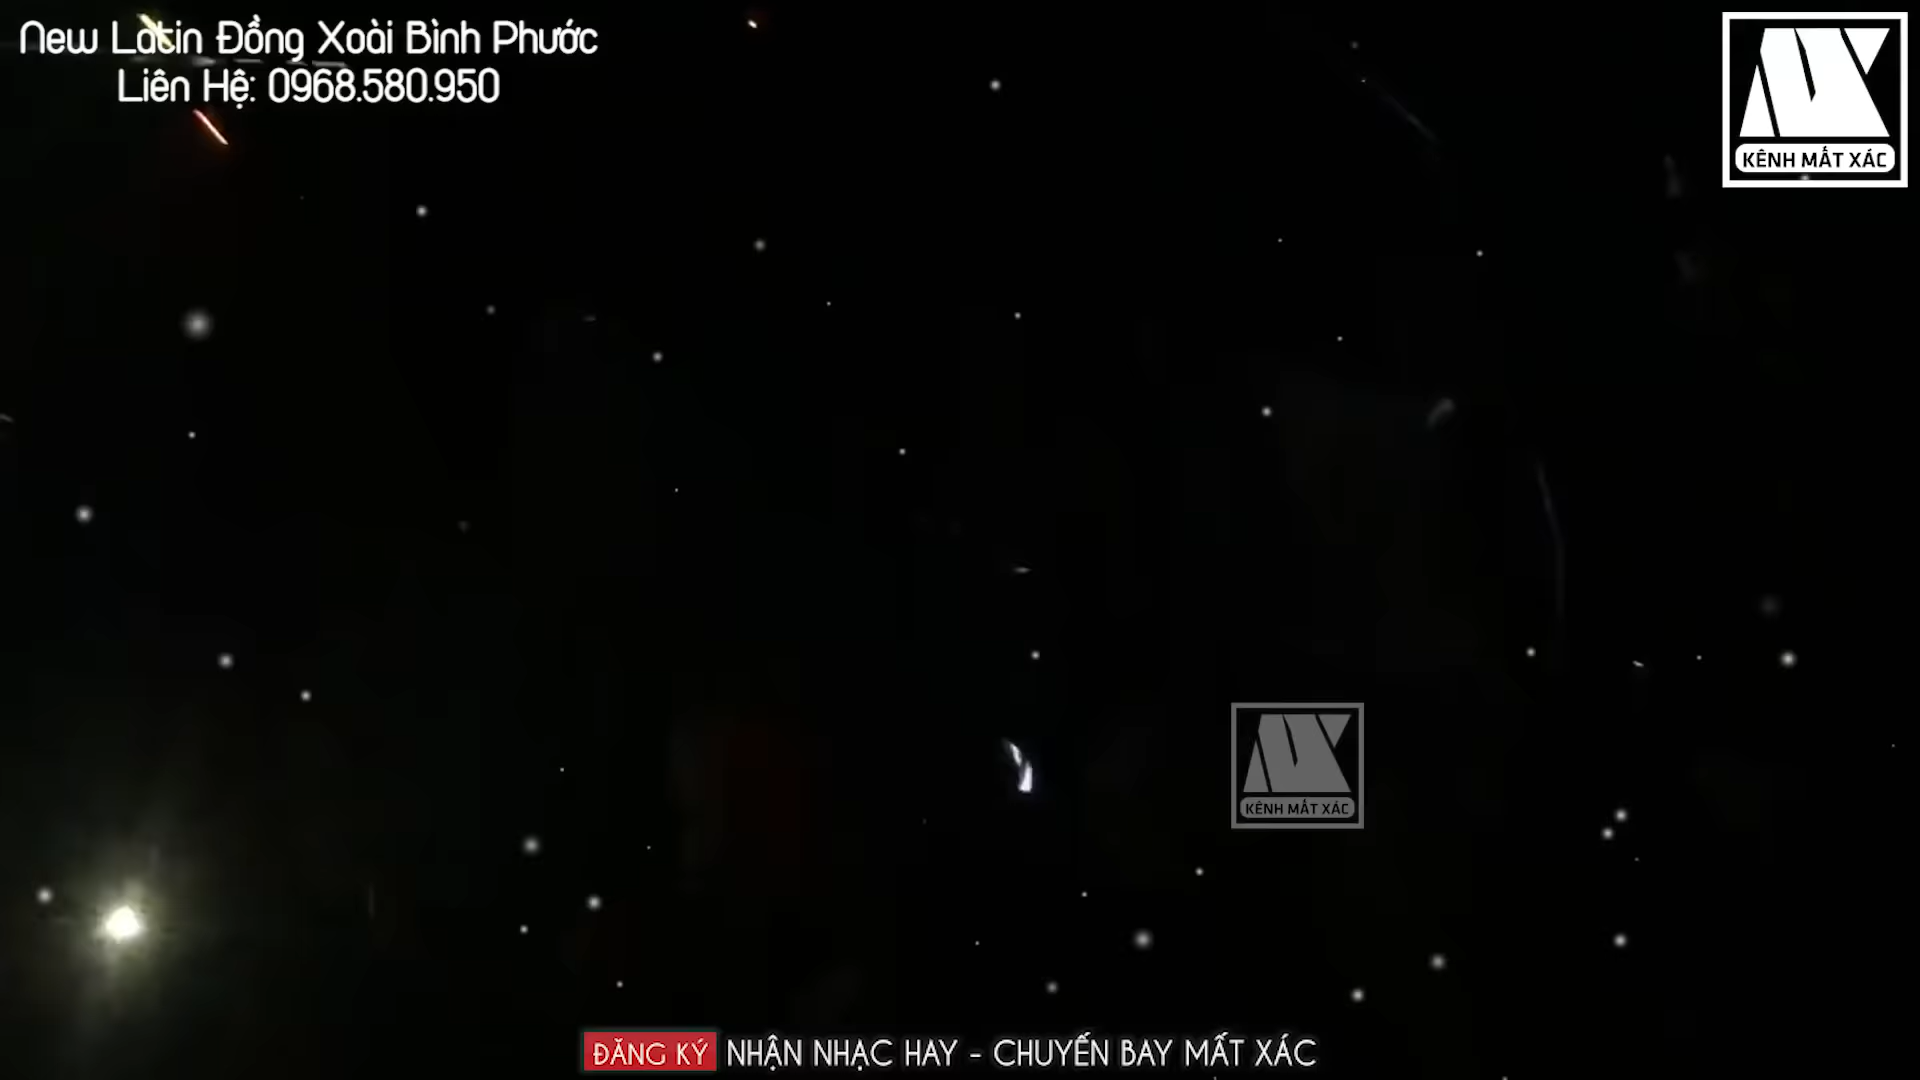 New Latin Đồng Xoài Bình Phước
Liên Hệ: 0968.580.950
KÊNH MẤT XÁC
KÊNH MẤT XÁC
ĐĂNG KÝ NHẬN NHẠC HAY - CHUYẾN BAY MẤT XÁC